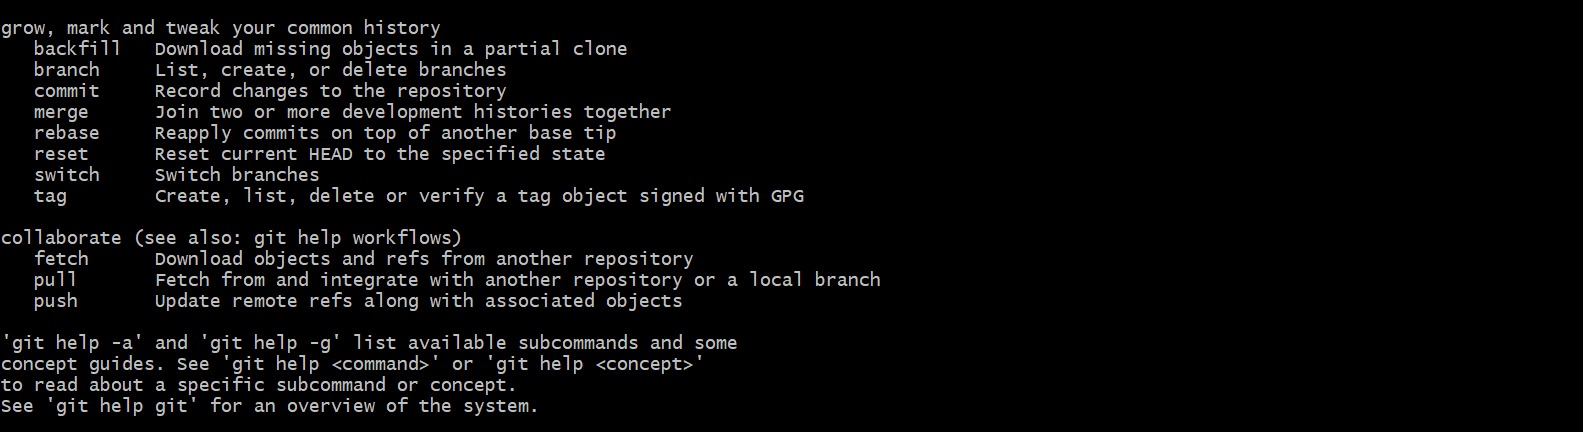 grow, mark and tweak your common history
   backfill   Download missing objects in a partial clone
   branch     List, create, or delete branches
   commit     Record changes to the repository
   merge      Join two or more development histories together
   rebase     Reapply commits on top of another base tip
   reset      Reset current HEAD to the specified state
   switch     Switch branches
   tag        Create, list, delete or verify a tag object signed with GPG

collaborate (see also: git help workflows)
   fetch      Download objects and refs from another repository
   pull       Fetch from and integrate with another repository or a local branch
   push       Update remote refs along with associated objects

'git help -a' and 'git help -g' list available subcommands and some
concept guides. See 'git help <command>' or 'git help <concept>'
to read about a specific subcommand or concept.
See 'git help git' for an overview of the system.